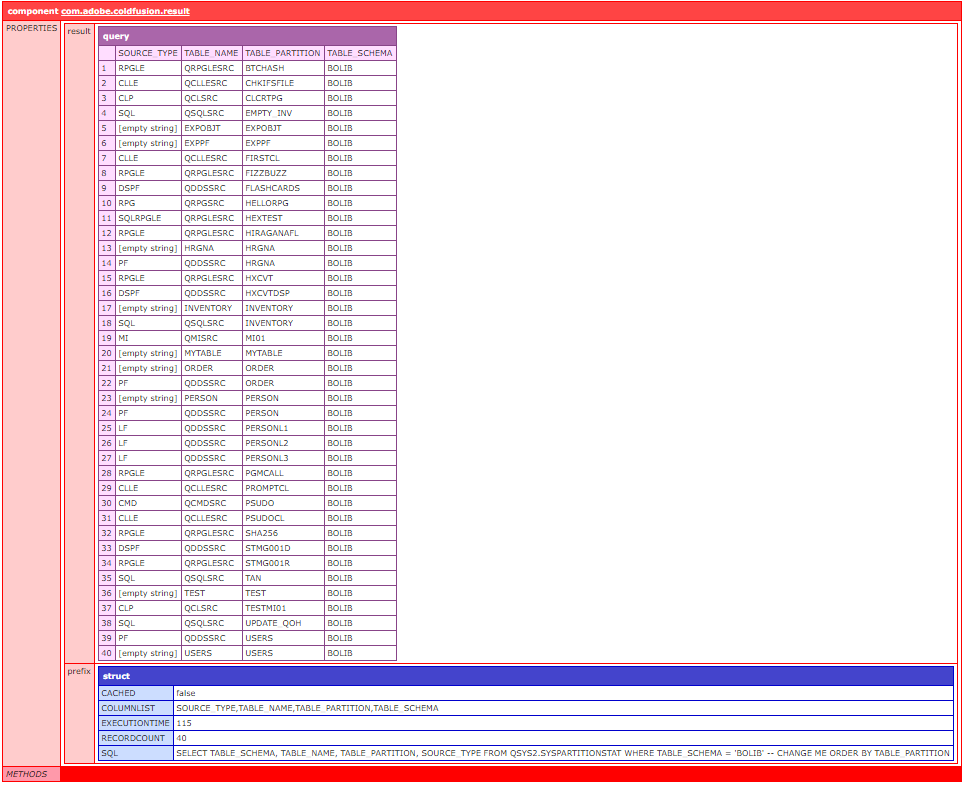 component com.adobe.coldfusion.result
PROPERTIES result query
SOURCE_TYPE TABLE_NAME TABLE_PARTITION TABLE_SCHEMA
1 RPGLE QRPGLESRC BTCHASH BOLIB
2 CLLE QCLLESRC CHKIFSFILE BOLIB
3 CLP QCLSRC CLCRTPG BOLIB
4 SQL QSQLSRC EMPTY_INV BOLIB
5 [empty string] EXPOBJT EXPOBJT BOLIB
6 [empty string] EXPPF EXPPF BOLIB
7 CLLE QCLLESRC FIRSTCL BOLIB
8 RPGLE QRPGLESRC FIZZBUZZ BOLIB
9 DSPF QDDSSRC FLASHCARDS BOLIB
10 RPG QRPGSRC HELLORPG BOLIB
11 SQLRPGLE QRPGLESRC HEXTEST BOLIB
12 RPGLE QRPGLESRC HIRAGANAFL BOLIB
13 [empty string] HRGNA HRGNA BOLIB
14 PF QDDSSRC HRGNA BOLIB
15 RPGLE QRPGLESRC HXCVT BOLIB
16 DSPF QDDSSRC HXCVTDSP BOLIB
17 [empty string] INVENTORY INVENTORY BOLIB
18 SQL QSQLSRC INVENTORY BOLIB
19 MI QMISRC MI01 BOLIB
20 [empty string] MYTABLE MYTABLE BOLIB
21 [empty string] ORDER ORDER BOLIB
22 PF QDDSSRC ORDER BOLIB
23 [empty string] PERSON PERSON BOLIB
24 PF QDDSSRC PERSON BOLIB
25 LF QDDSSRC PERSONL1 BOLIB
26 LF QDDSSRC PERSONL2 BOLIB
27 LF QDDSSRC PERSONL3 BOLIB
28 RPGLE QRPGLESRC PGMCALL BOLIB
29 CLLE QCLLESRC PROMPTCL BOLIB
30 CMD QCMDSRC PSUDO BOLIB
31 CLLE QCLLESRC PSUDOCL BOLIB
32 RPGLE QRPGLESRC SHA256 BOLIB
33 DSPF QDDSSRC STMG001D BOLIB
34 RPGLE QRPGLESRC STMG001R BOLIB
35 SQL QSQLSRC TAN BOLIB
36 [empty string] TEST TEST BOLIB
37 CLP QCLSRC TESTMI01 BOLIB
38 SQL QSQLSRC UPDATE_QOH BOLIB
39 PF QDDSSRC USERS BOLIB
40 [empty string] USERS USERS BOLIB
prefix struct
CACHED false
COLUMNLIST SOURCE_TYPE,TABLE_NAME,TABLE_PARTITION,TABLE_SCHEMA
EXECUTIONTIME 115
RECORDCOUNT 40
SQL SELECT TABLE_SCHEMA, TABLE_NAME, TABLE_PARTITION, SOURCE_TYPE FROM QSYS2.SYSPARTITIONSTAT WHERE TABLE_SCHEMA = 'BOLIB' -- CHANGE ME ORDER BY TABLE_PARTITION
METHODS